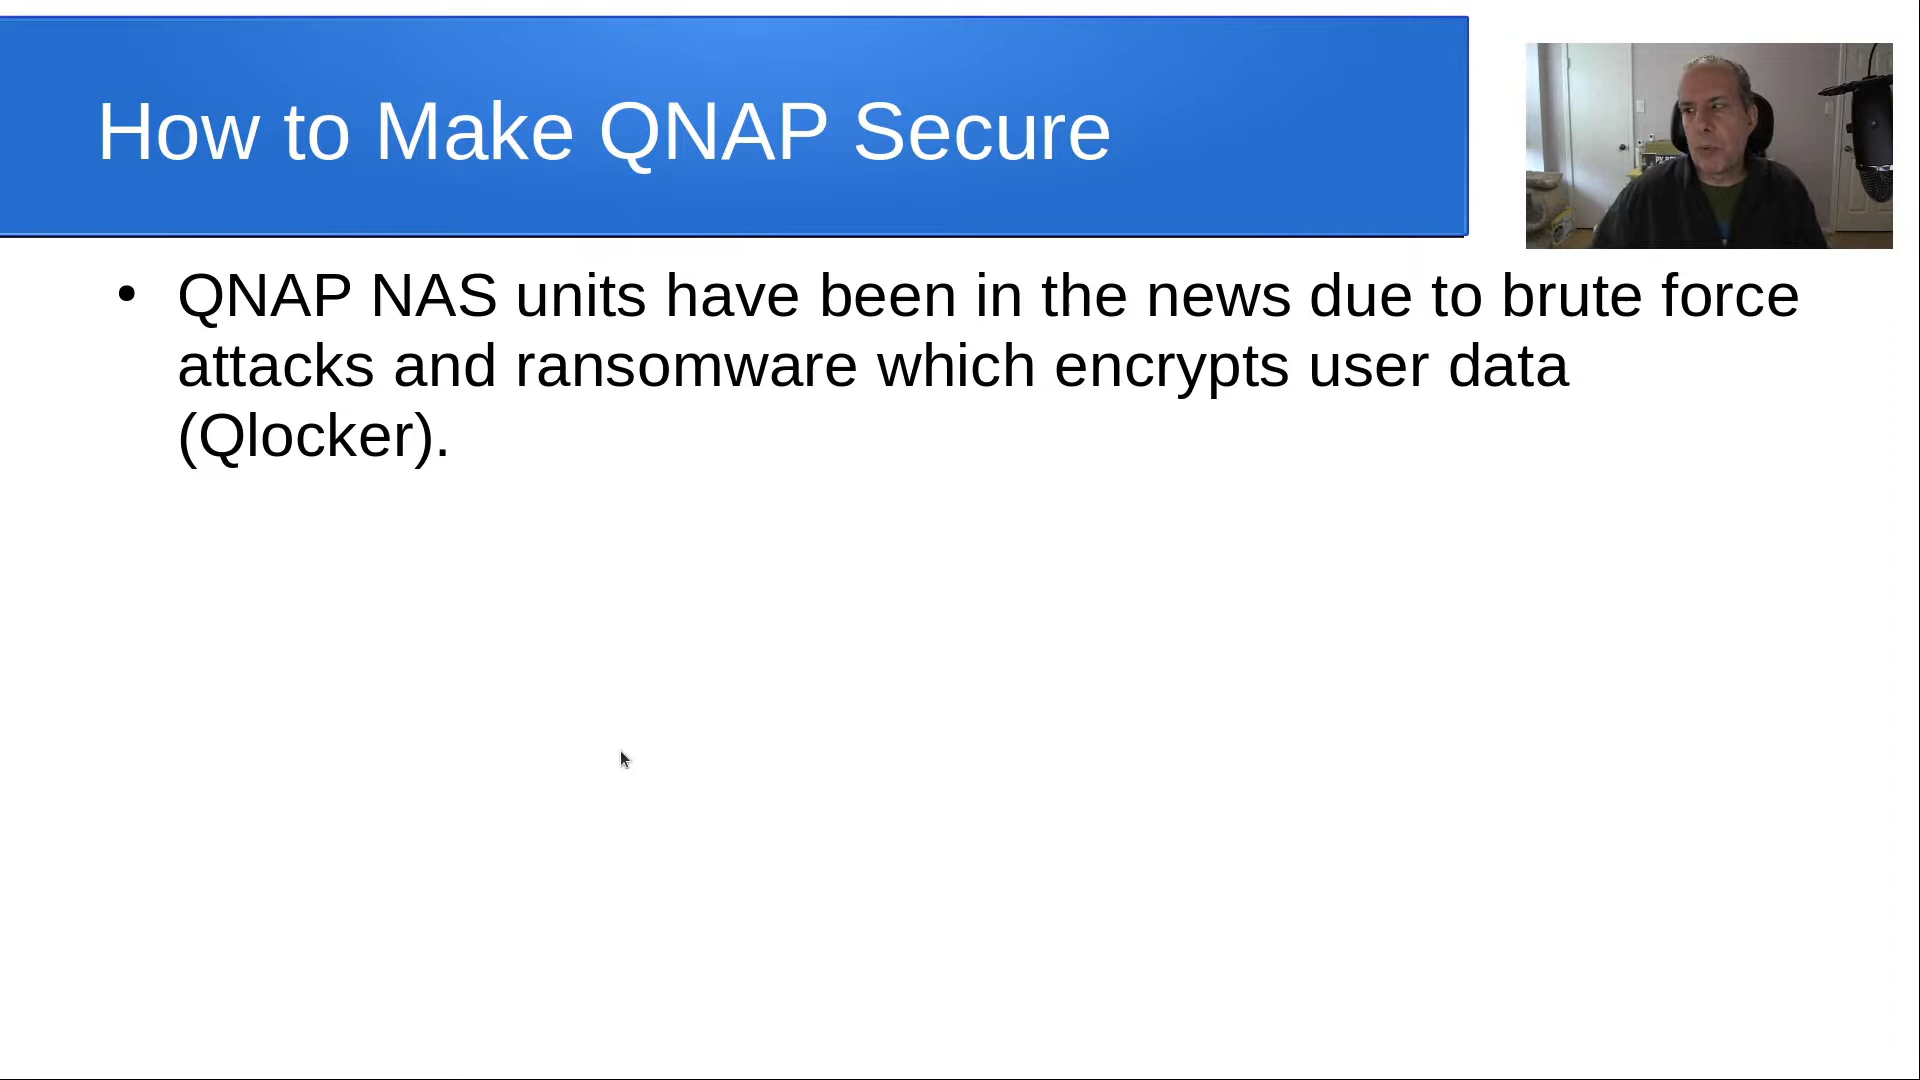 How to Make QNAP Secure
• QNAP NAS units have been in the news due to brute force
attacks and ransomware which encrypts user data
(Qlocker).